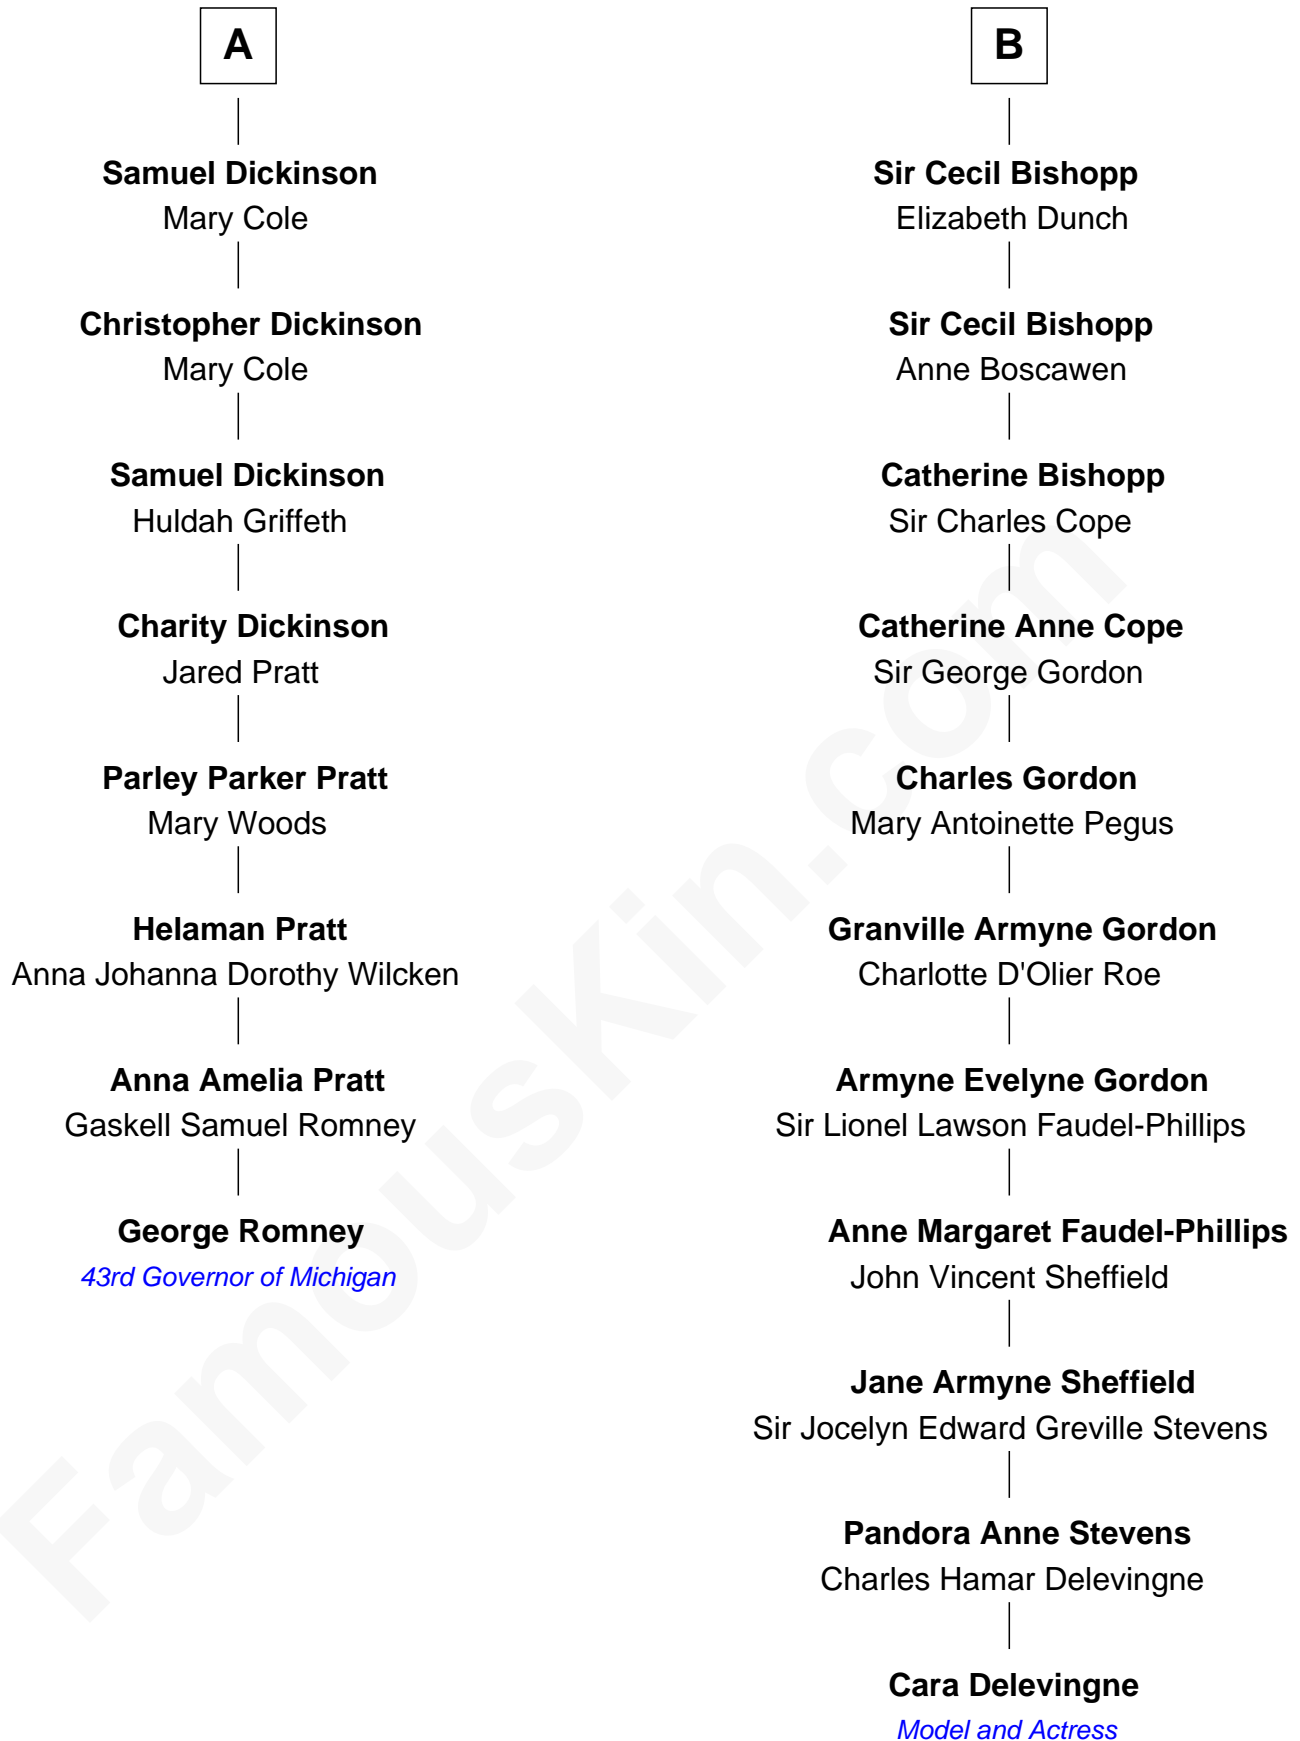 A
Samuel Dickinson
Mary Cole
Christopher Dickinson
Mary Cole
Samuel Dickinson
Huldah Griffeth
Charity Dickinson
Jared Pratt
Parley Parker Pratt
Mary Woods
Helaman Pratt
Anna Johanna Dorothy Wilcken
Anna Amelia Pratt
Gaskell Samuel Romney
George Romney
43rd Governor of Michigan
B
Sir Cecil Bishopp
Elizabeth Dunch
Sir Cecil Bishopp
Anne Boscawen
Catherine Bishopp
Sir Charles Cope
Catherine Anne Cope
Sir George Gordon
Charles Gordon
Mary Antoinette Pegus
Granville Armyne Gordon
Charlotte D'Olier Roe
Armyne Evelyne Gordon
Sir Lionel Lawson Faudel-Phillips
Anne Margaret Faudel-Phillips
John Vincent Sheffield
Jane Armyne Sheffield
Sir Jocelyn Edward Greville Stevens
Pandora Anne Stevens
Charles Hamar Delevingne
Cara Delevingne
Model and Actress
FamousKin.com